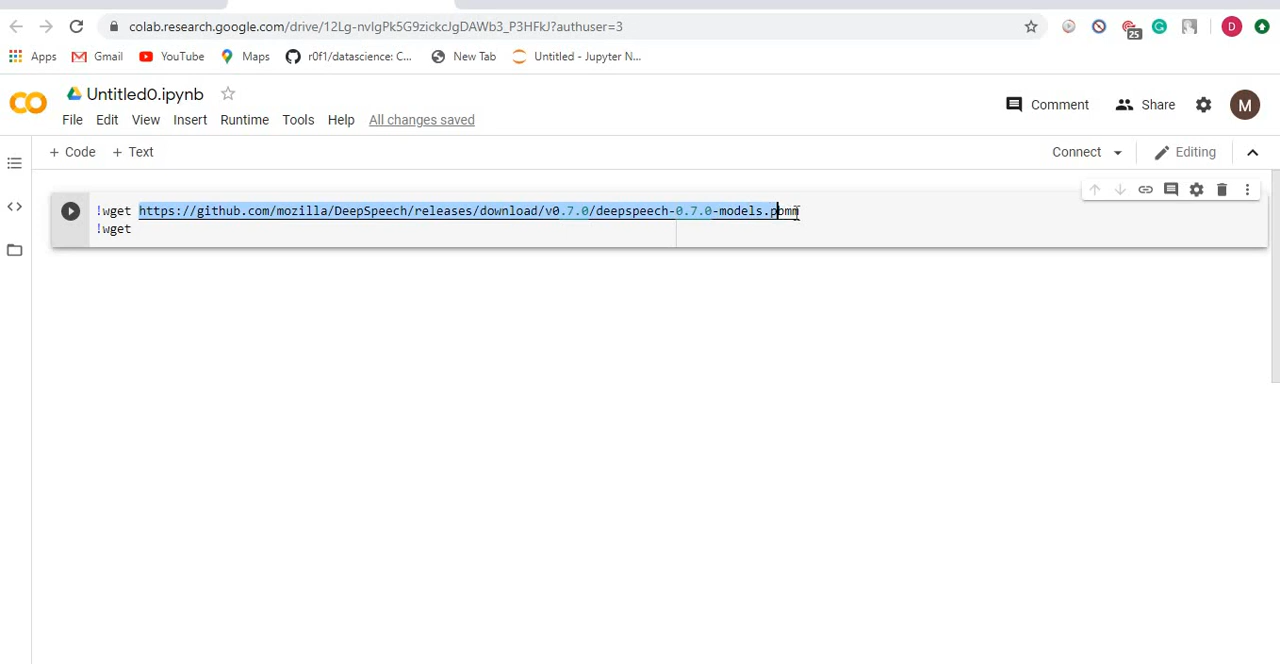 colab.research.google.com/drive/12Lg-nvlgPk5G9zickcJgDAWb3_P3HFkJ?authuser=3
25
D
Apps Gmail YouTube Maps r0f1/datascience: C... New Tab Untitled - Jupyter N...
CO Untitled0.ipynb
Comment Share M
File Edit View Insert Runtime Tools Help All changes saved
+ Code + Text Connect Editing
!wget https://github.com/mozilla/DeepSpeech/releases/download/v0.7.0/deepspeech-0.7.0-models.pbmm
!wget